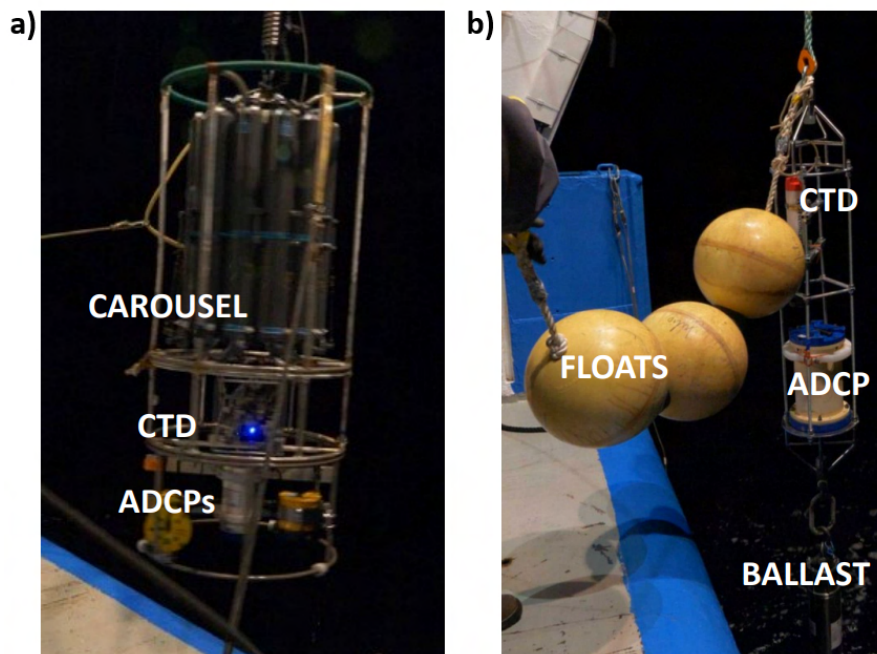 a)
CAROUSEL
CTD
ADCPs
b)
CTD
FLOATS
ADCP
BALLAST